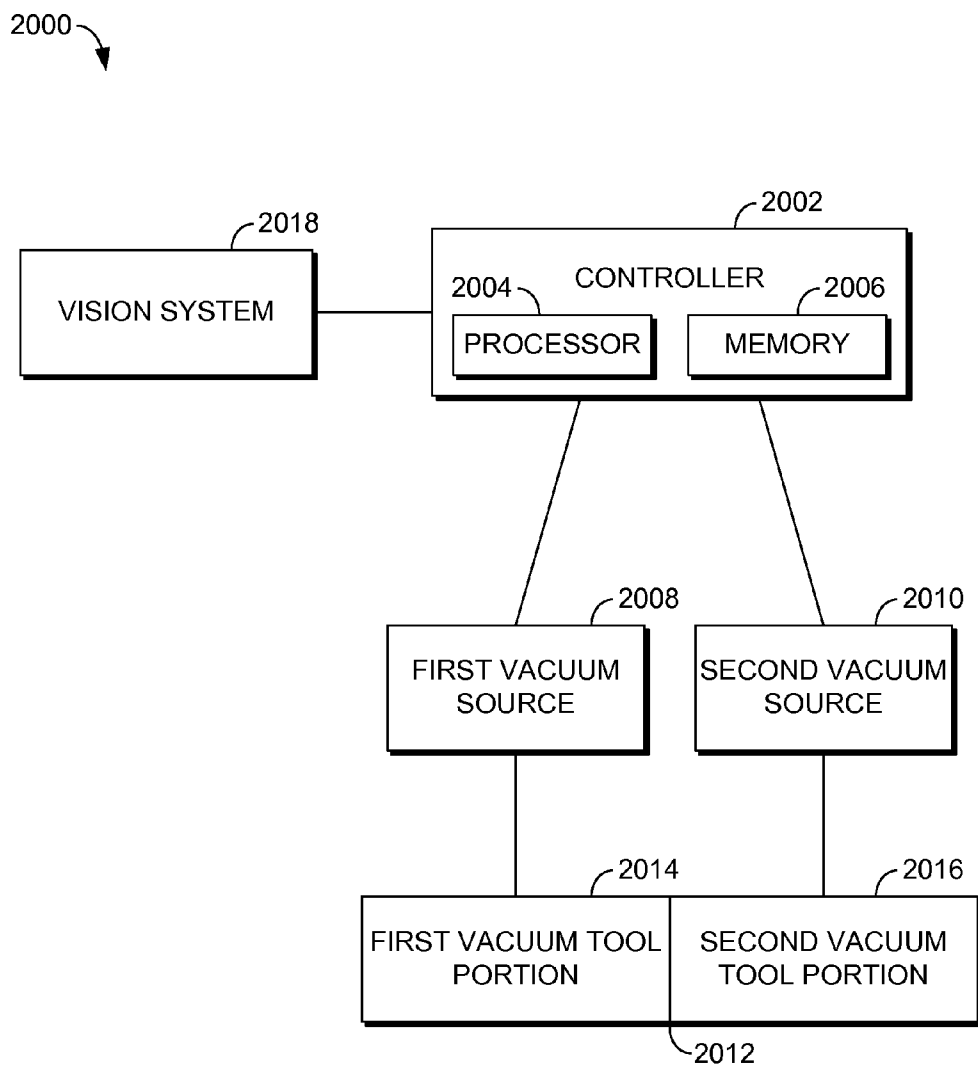 2000
2018
2002
VISION SYSTEM
CONTROLLER
2004
2006
PROCESSOR
MEMORY
2008
2010
FIRST VACUUM
SOURCE
SECOND VACUUM
SOURCE
2014
2016
FIRST VACUUM TOOL
PORTION
SECOND VACUUM
TOOL PORTION
2012